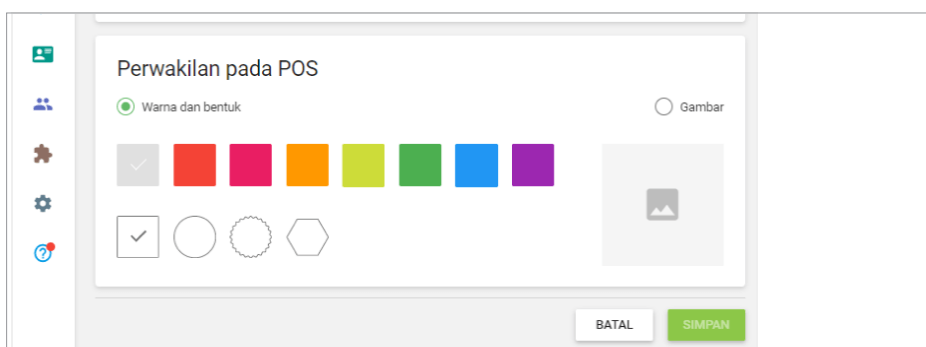 Perwakilan pada POS
Warna dan bentuk
Gambar
BATAL
SIMPAN